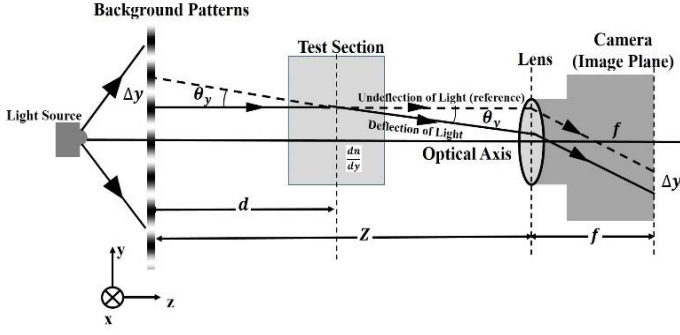 Background Patterns
Test Section
Lens
Camera
(Image Plane)
Light Source
Δy
θy
Undeflection of Light (reference)
Deflection of Light
θy
f
Optical Axis
dn
dy
Δy
d
Z
f
y
z
x